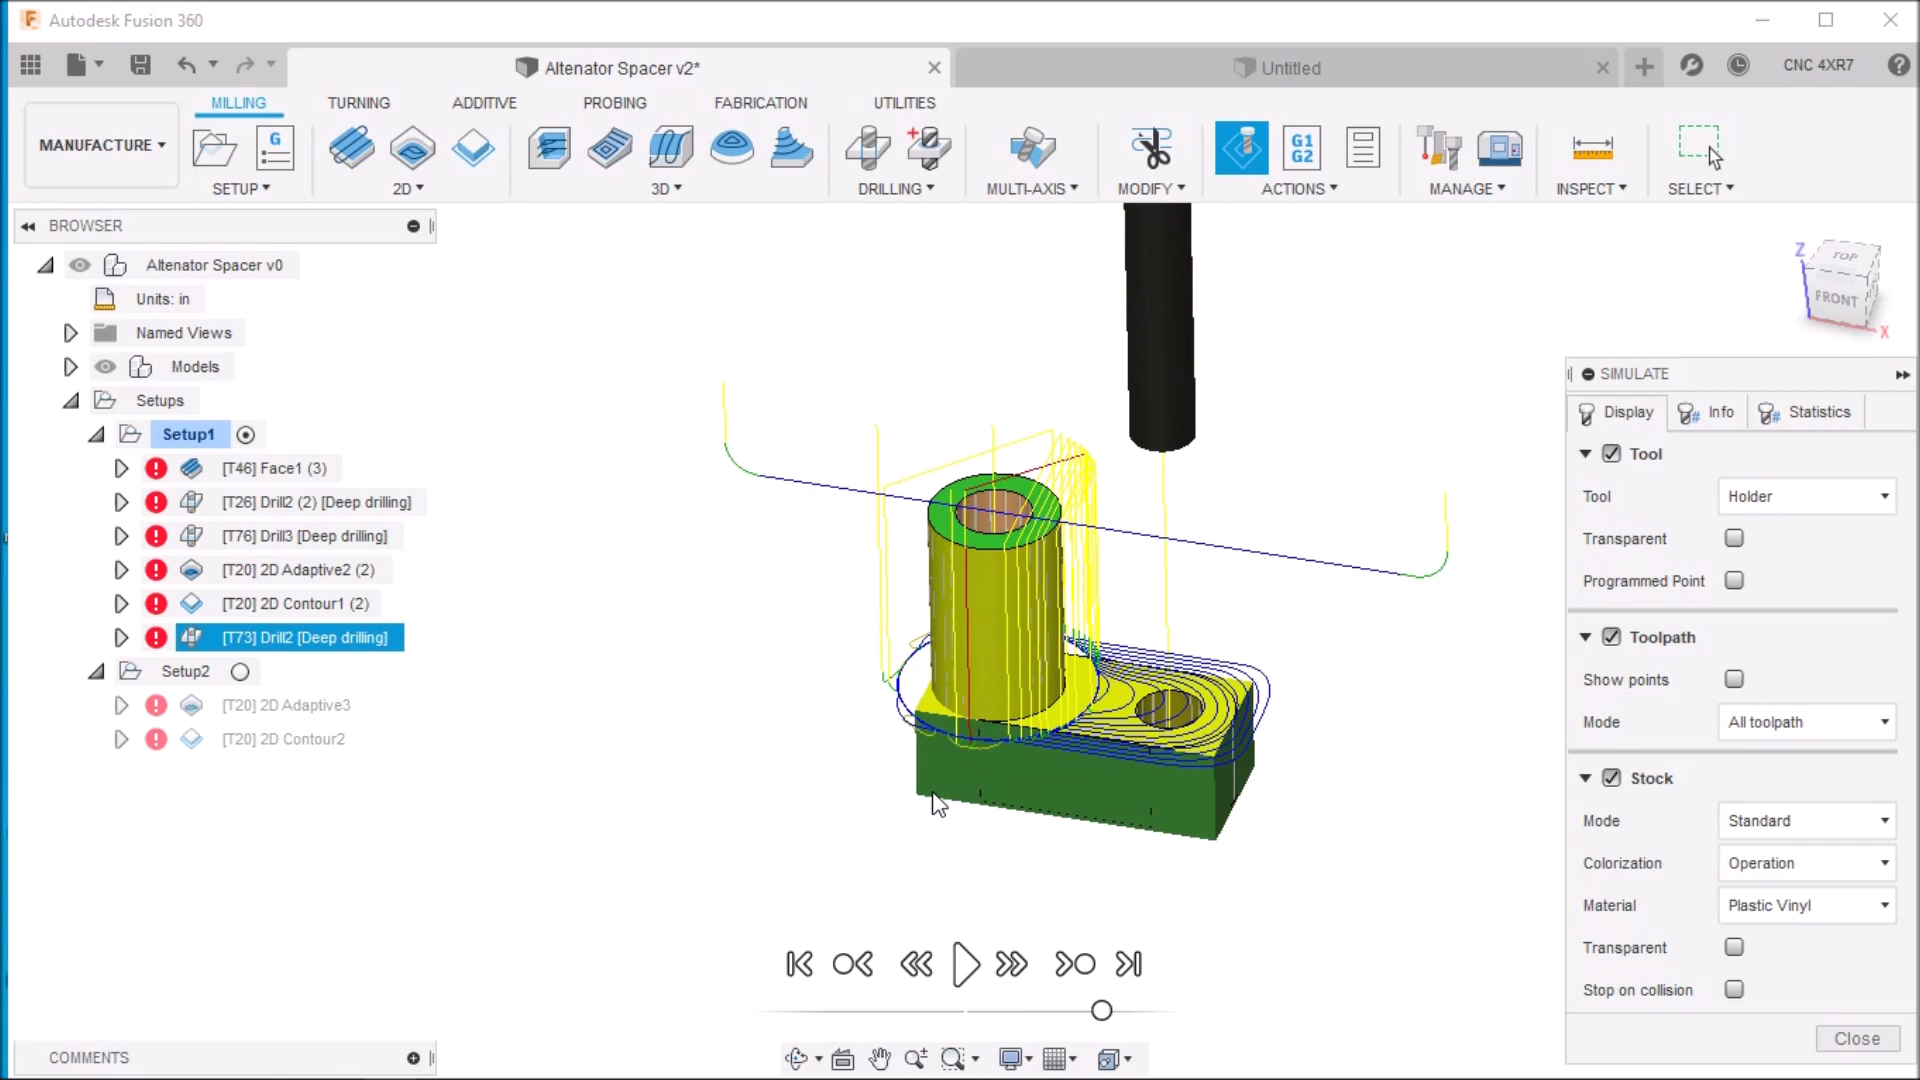 Autodesk Fusion 360
Altenator Spacer v2*
Untitled
CNC 4XR7
MILLING
TURNING
ADDITIVE
PROBING
FABRICATION
UTILITIES
MANUFACTURE
G
G1
G2
SETUP
2D
3D
DRILLING
MULTI-AXIS
MODIFY
ACTIONS
MANAGE
INSPECT
SELECT
BROWSER
Altenator Spacer v0
Units: in
Named Views
Models
Setups
Setup1
[T46] Face1 (3)
[T26] Drill2 (2) [Deep drilling]
[T76] Drill3 [Deep drilling]
[T20] 2D Adaptive2 (2)
[T20] 2D Contour1 (2)
[T73] Drill2 [Deep drilling]
Setup2
[T20] 2D Adaptive3
[T20] 2D Contour2
Z
TOP
FRONT
X
SIMULATE
Display
Info
Statistics
Tool
Tool Holder
Transparent
Programmed Point
Toolpath
Show points
Mode All toolpath
Stock
Mode Standard
Colorization Operation
Material Plastic Vinyl
Transparent
Stop on collision
Close
COMMENTS